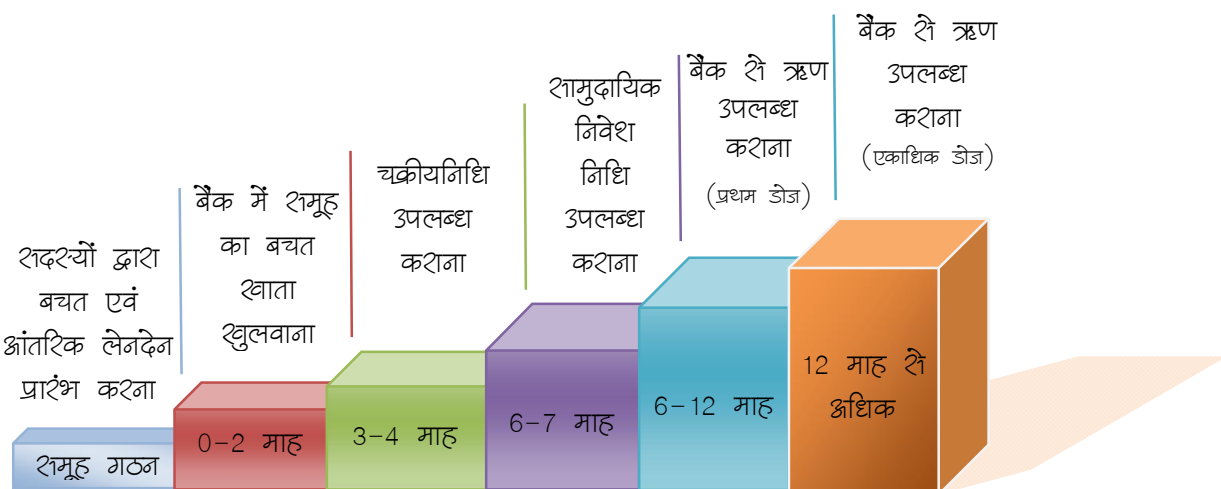 सदस्यों द्वारा
बचत एवं
आंतरिक लेनदेन
प्रारंभ करना
समूह गठन
बैंक में समूह
का बचत
खाता
खुलवाना
0-2 माह
चक्रीयनिधि
उपलब्ध
कराना
3-4 माह
सामुदायिक
निवेश
निधि
उपलब्ध
कराना
6-7 माह
बैंक से ऋण
उपलब्ध
कराना
(प्रथम डोज)
6-12 माह
बैंक से ऋण
उपलब्ध
कराना
(एकाधिक डोज)
12 माह से
अधिक